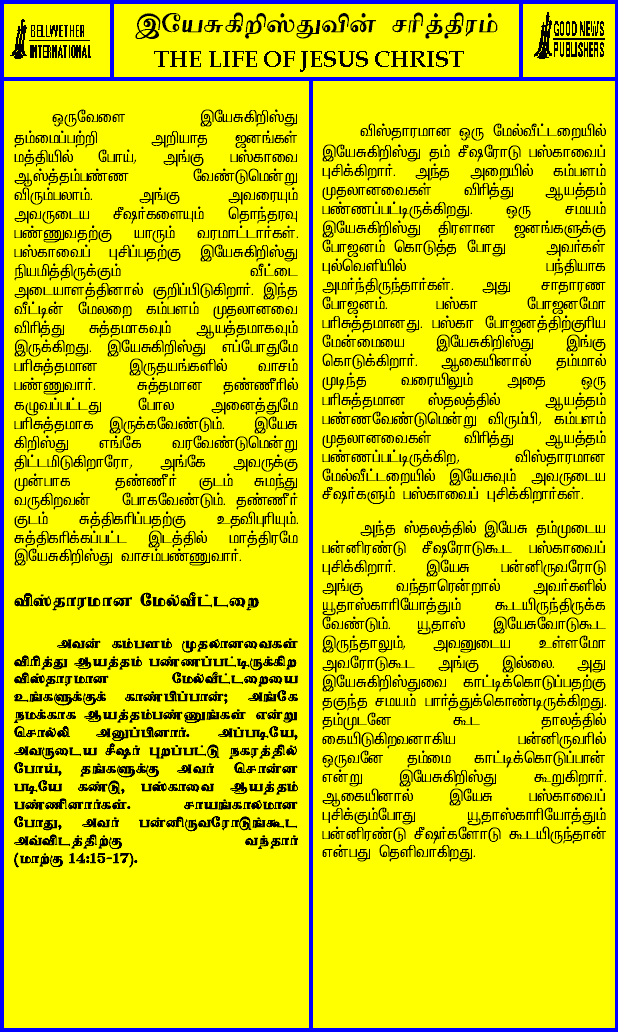 BELLWETHER
INTERNATIONAL
இயேசுகிறிஸ்துவின் சரித்திரம்
THE LIFE OF JESUS CHRIST
GOOD NEWS
PUBLISHERS
ஒருவேளை இயேசுகிறிஸ்து
தம்மைப்பற்றி அறியாத ஜனங்கள்
மத்தியில் போய், அங்கு பஸ்காவை
ஆஸ்த்தம்பண்ண வேண்டுமென்று
விரும்பலாம். அங்கு அவரையும்
அவருடைய சீஷர்களையும் தொந்தரவு
பண்ணுவதற்கு யாரும் வரமாட்டார்கள்.
பஸ்காவைப் புசிப்பதற்கு இயேசுகிறிஸ்து
நியமித்திருக்கும் வீட்டை
அடையாளத்தினால் குறிப்பிடுகிறார். இந்த
வீட்டின் மேலறை கம்பளம் முதலானவை
விரித்து சுத்தமாகவும் ஆயத்தமாகவும்
இருக்கிறது. இயேசுகிறிஸ்து எப்போதுமே
பரிசுத்தமான இருதயங்களில் வாசம்
பண்ணுவார். சுத்தமான தண்ணீரில்
கழுவப்பட்டது போல அனைத்துமே
பரிசுத்தமாக இருக்கவேண்டும். இயேசு
கிறிஸ்து எங்கே வரவேண்டுமென்று
திட்டமிடுகிறாரோ, அங்கே அவருக்கு
முன்பாக தண்ணீர் குடம் சுமந்து
வருகிறவன் போகவேண்டும். தண்ணீர்
குடம் சுத்திகரிப்பதற்கு உதவிபுரியும்.
சுத்திகரிக்கப்பட்ட இடத்தில் மாத்திரமே
இயேசுகிறிஸ்து வாசம்பண்ணுவார்.
விஸ்தாரமான மேல்வீட்டறை
அவன் கம்பளம் முதலானவைகள்
விரித்து ஆயத்தம் பண்ணப்பட்டிருக்கிற
விஸ்தாரமான மேல்வீட்டறையை
உங்களுக்குக் காண்பிப்பான்; அங்கே
நமக்காக ஆயத்தம்பண்ணுங்கள் என்று
சொல்லி அனுப்பினார். அப்படியே,
அவருடைய சீஷர் புறப்பட்டு நகரத்தில்
போய், தங்களுக்கு அவர் சொன்ன
படியே கண்டு, பஸ்காவை ஆயத்தம்
பண்ணினார்கள். சாயங்காலமான
போது, அவர் பன்னிருவரோடுங்கூட
அவ்விடத்திற்கு வந்தார்
(மாற்கு 14:15-17).
விஸ்தாரமான ஒரு மேல்வீட்டறையில்
இயேசுகிறிஸ்து தம் சீஷரோடு பஸ்காவைப்
புசிக்கிறார். அந்த அறையில் கம்பளம்
முதலானவைகள் விரித்து ஆயத்தம்
பண்ணப்பட்டிருக்கிறது. ஒரு சமயம்
இயேசுகிறிஸ்து திரளான ஜனங்களுக்கு
போஜனம் கொடுத்த போது அவர்கள்
புல்வெளியில் பந்தியாக
அமர்ந்திருந்தார்கள். அது சாதாரண
போஜனம். பஸ்கா போஜனமோ
பரிசுத்தமானது. பஸ்கா போஜனத்திற்குரிய
மேன்மையை இயேசுகிறிஸ்து இங்கு
கொடுக்கிறார். ஆகையினால் தம்மால்
முடிந்த வரையிலும் அதை ஒரு
பரிசுத்தமான ஸ்தலத்தில் ஆயத்தம்
பண்ணவேண்டுமென்று விரும்பி, கம்பளம்
முதலானவைகள் விரித்து ஆயத்தம்
பண்ணப்பட்டிருக்கிற, விஸ்தாரமான
மேல்வீட்டறையில் இயேசுவும் அவருடைய
சீஷர்களும் பஸ்காவைப் புசிக்கிறார்கள்.
அந்த ஸ்தலத்தில் இயேசு தம்முடைய
பன்னிரண்டு சீஷரோடுகூட பஸ்காவைப்
புசிக்கிறார். இயேசு பன்னிருவரோடு
அங்கு வந்தாரென்றால் அவர்களில்
யூதாஸ்காரியோத்தும் கூடயிருந்திருக்க
வேண்டும். யூதாஸ் இயேசுவோடுகூட
இருந்தாலும், அவனுடைய உள்ளமோ
அவரோடுகூட அங்கு இல்லை. அது
இயேசுகிறிஸ்துவை காட்டிக்கொடுப்பதற்கு
தகுந்த சமயம் பார்த்துக்கொண்டிருக்கிறது.
தம்முடனே கூட தாலத்தில்
கையிடுகிறவனாகிய பன்னிருவரில்
ஒருவனே தம்மை காட்டிக்கொடுப்பான்
என்று இயேசுகிறிஸ்து கூறுகிறார்.
ஆகையினால் இயேசு பஸ்காவைப்
புசிக்கும்போது யூதாஸ்காரியோத்தும்
பன்னிரண்டு சீஷர்களோடு கூடயிருந்தான்
என்பது தெளிவாகிறது.